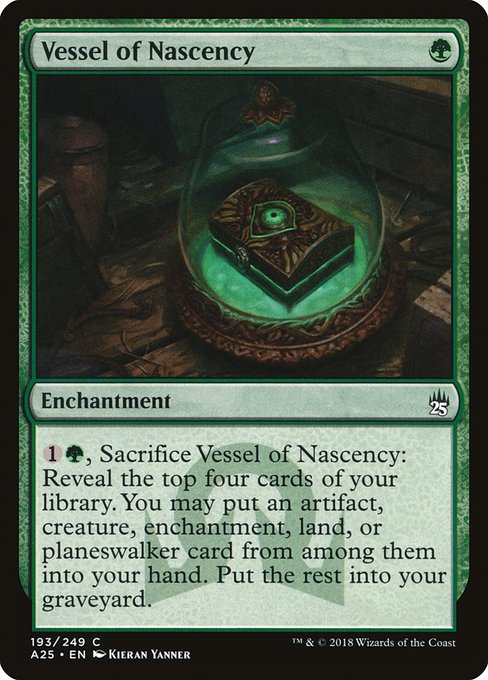 Vessel of Nascency
Enchantment
25
1, Sacrifice Vessel of Nascency:
Reveal the top four cards of your
library. You may put an artifact,
creature, enchantment, land, or
planeswalker card from among them
into your hand. Put the rest into your
graveyard.
193/249 C
™ & © 2018 Wizards of the Coast
A25 • EN Kieran Yanner